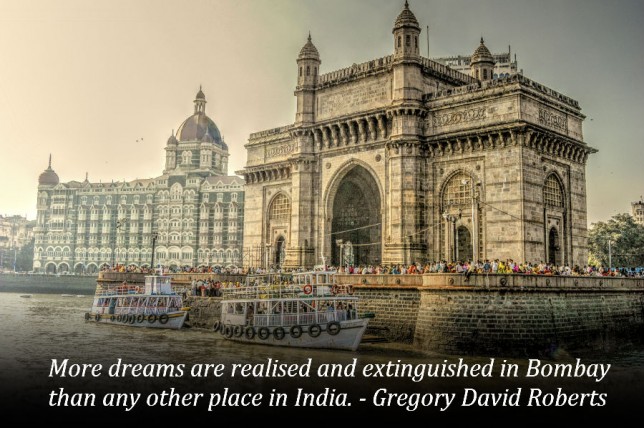 More dreams are realised and extinguished in Bombay
than any other place in India. - Gregory David Roberts